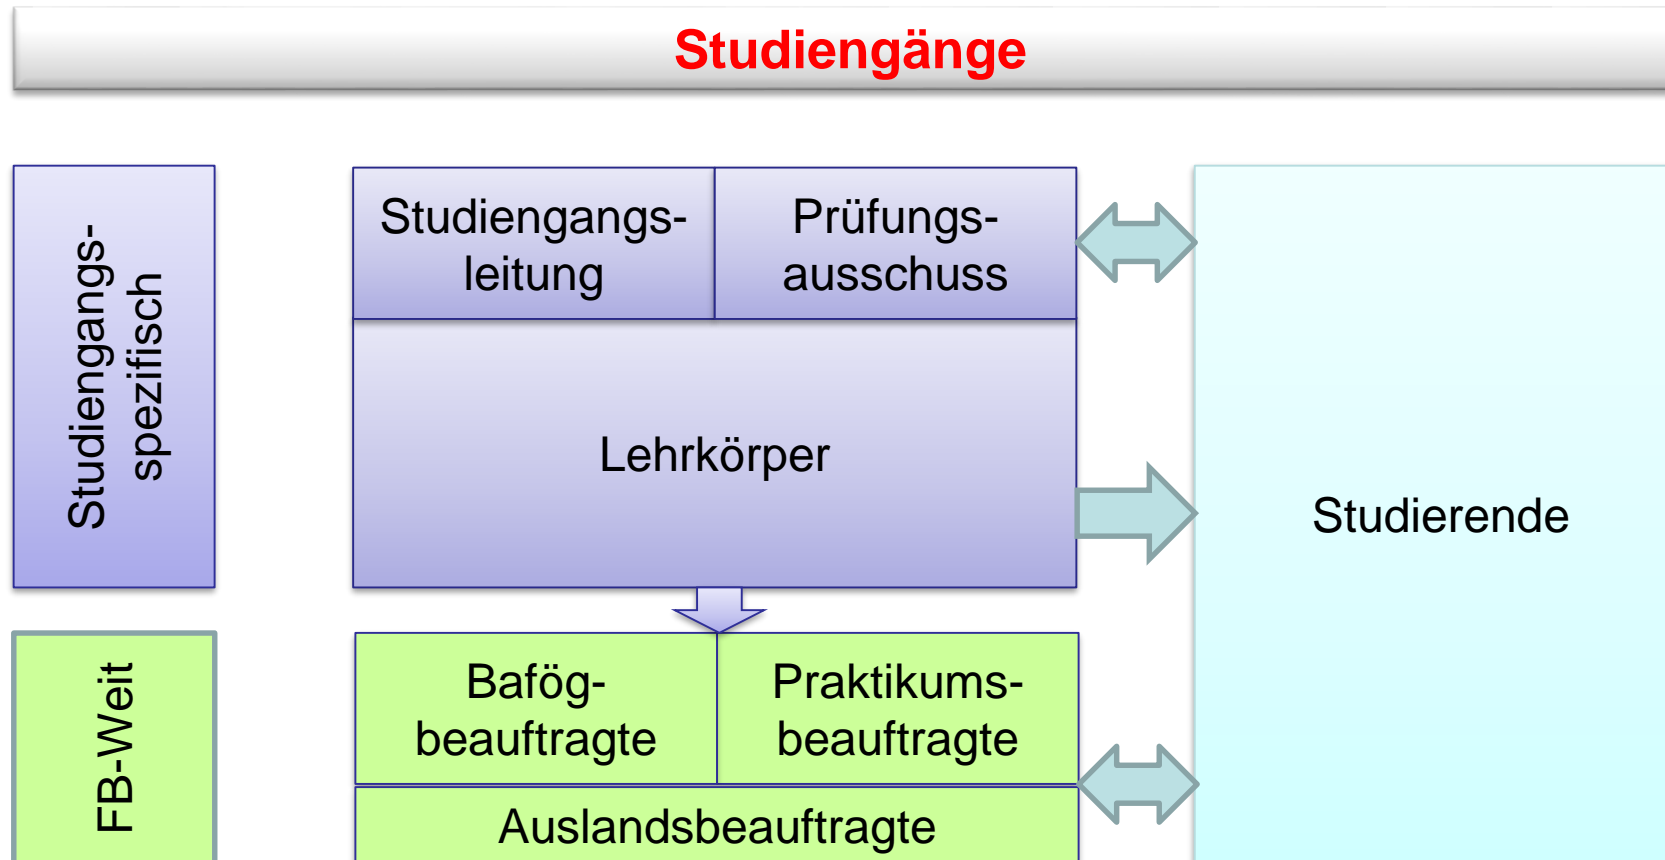 Studiengänge
Studiengangs-
spezifisch
Studiengangs-
leitung
Prüfungs-
ausschuss
Lehrkörper
Studierende
FB-Weit
Bafög-
beauftragte
Praktikums-
beauftragte
Auslandsbeauftragte